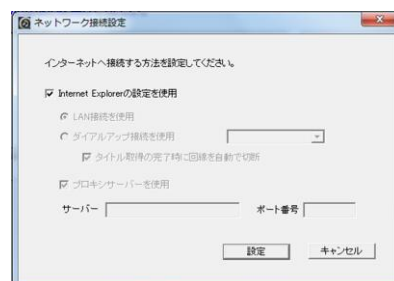 ネットワーク接続設定
インターネットへ接続する方法を設定してください。
Internet Explorerの設定を使用
LAN接続を使用
ダイアルアップ接続を使用
タイトル取得の完了時に回線を自動で切断
プロキシサーバーを使用
サーバー ポート番号
設定 キャンセル